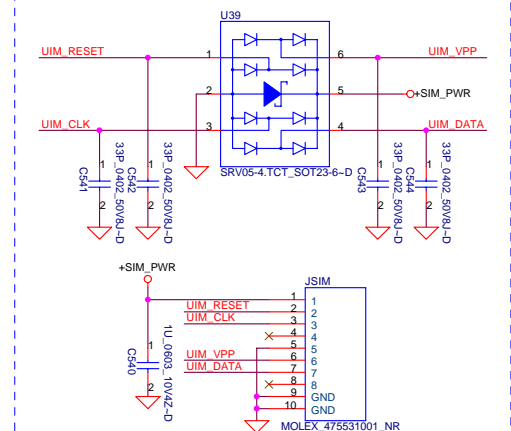 U39
UIM_RESET 1 6 UIM_VPP
2 5 +SIM_PWR
UIM_CLK 3 4 UIM_DATA
SRV05-4.TCT_SOT23-6~D
1 2 C541 33P_0402_50V8J~D
1 2 C542 33P_0402_50V8J~D
1 2 C543 33P_0402_50V8J~D
1 2 C544 33P_0402_50V8J~D
+SIM_PWR
1 2 C540 1U_0603_10V4Z~D
JSIM
1 1
UIM_RESET 2 2
UIM_CLK 3 3
4 4
5 5
UIM_VPP 6 6
UIM_DATA 7 7
8 8
9 GND
10 GND
MOLEX_475531001_NR